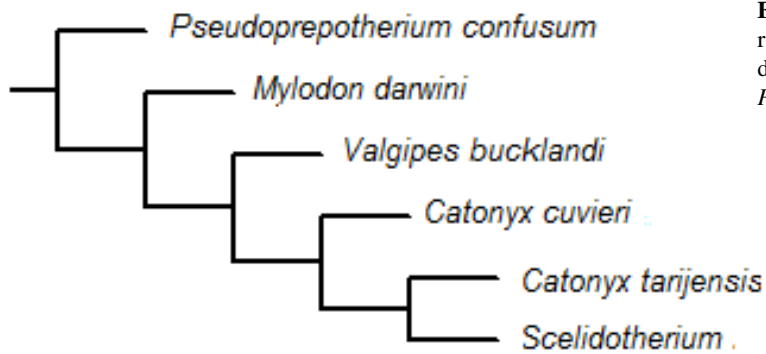 Pseudoprepotherium confusum
Mylodon darwini
Valgipes bucklandi
Catonyx cuvieri
Catonyx tarijensis
Scelidotherium